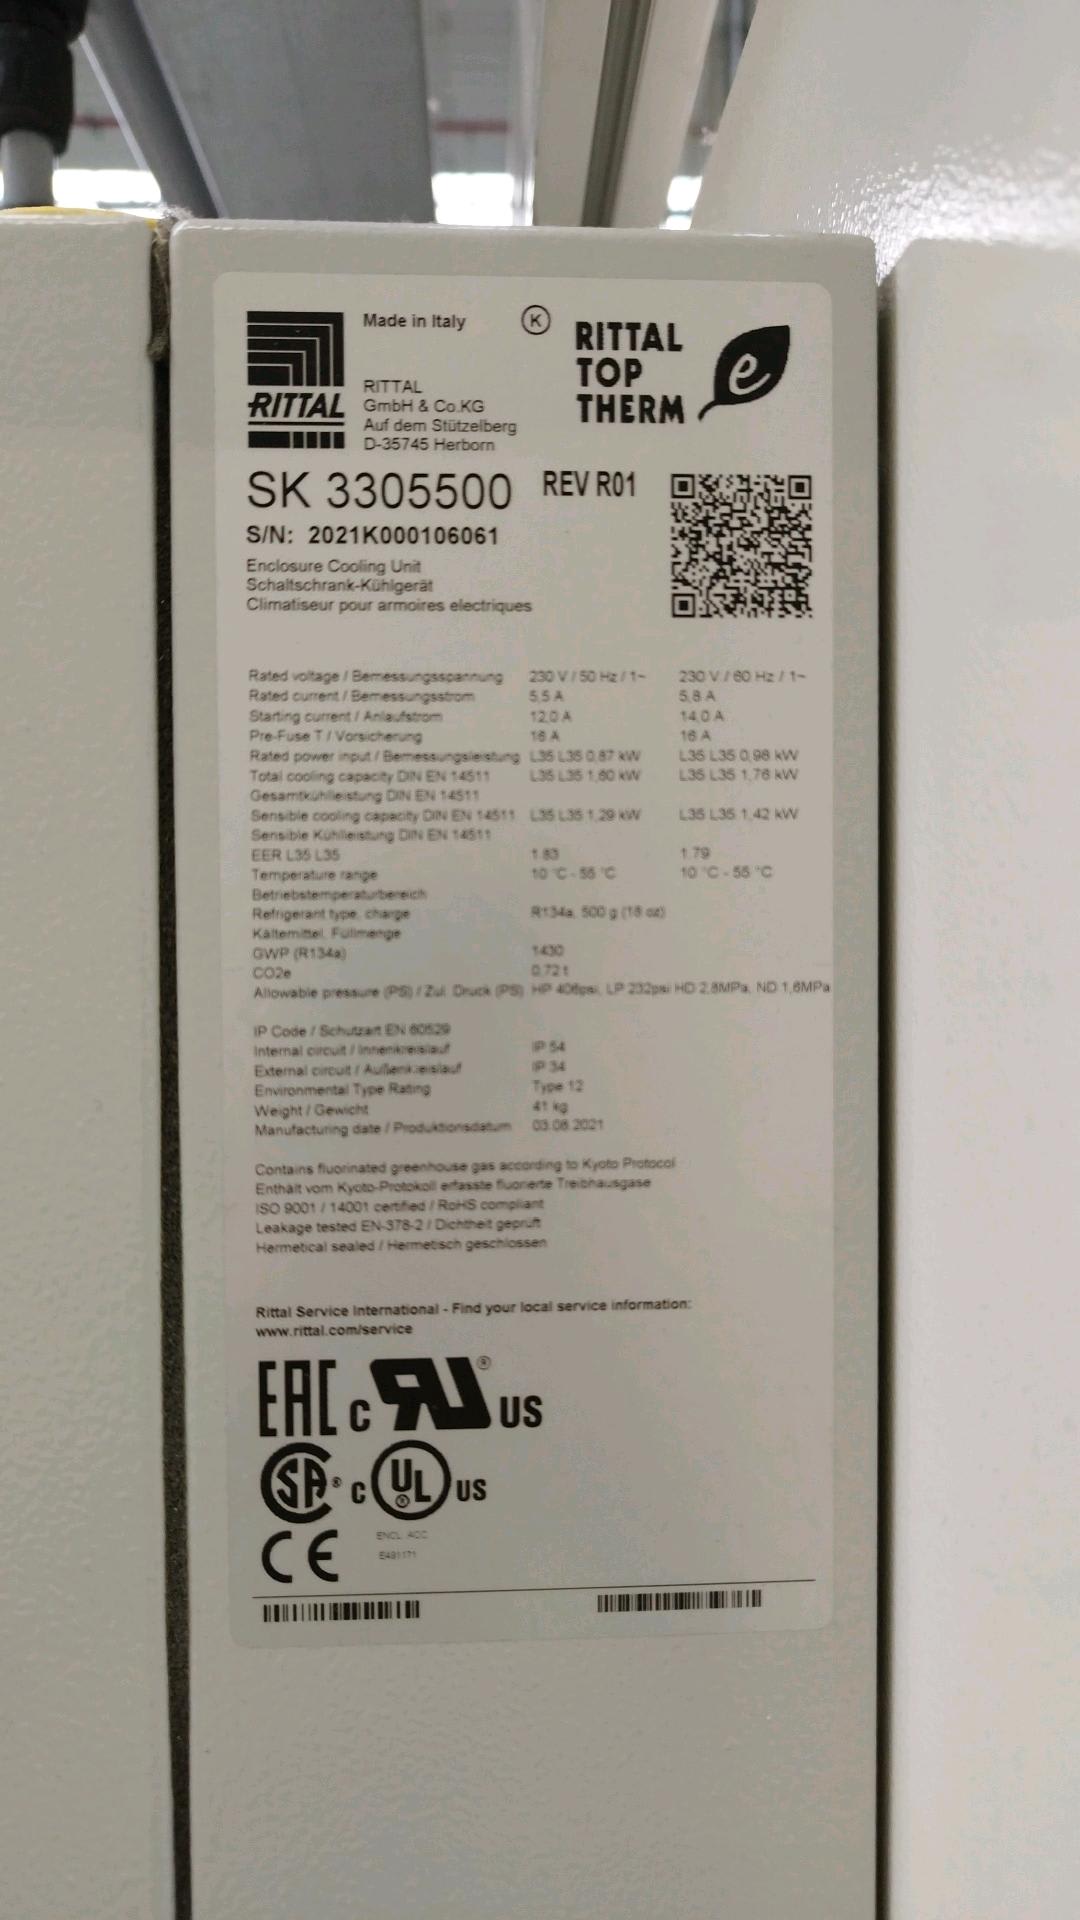 Made in Italy
K
RITTAL
TOP
THERM
e
RITTAL
RITTAL
GmbH & Co.KG
Auf dem Stützelberg
D-35745 Herborn
SK 3305500 REV R01
S/N: 2021K000106061
Enclosure Cooling Unit
Schaltschrank-Kühlgerät
Climatiseur pour armoires electriques
Rated voltage / Bemessungsspannung 230 V / 50 Hz / 1~ 230 V / 60 Hz / 1~
Rated current / Bemessungsstrom 5,5 A 5,8 A
Starting current / Anlaufstrom 12,0 A 14,0 A
Pre-Fuse T / Vorsicherung 16 A 16 A
Rated power input / Bemessungsleistung L35 L35 0,87 kW L35 L35 0,98 kW
Total cooling capacity DIN EN 14511 L35 L35 1,60 kW L35 L35 1,76 kW
Gesamtkühlleistung DIN EN 14511
Sensible cooling capacity DIN EN 14511 L35 L35 1,29 kW L35 L35 1,42 kW
Sensible Kühlleistung DIN EN 14511
EER L35 L35 1.83 1.79
Temperature range 10 °C - 55 °C 10 °C - 55 °C
Betriebstemperaturbereich
Refrigerant type, charge R134a, 500 g (18 oz)
Kältemittel, Füllmenge
GWP (R134a) 1430
CO2e 0,72 t
Allowable pressure (PS) / Zul. Druck (PS) HP 406psi, LP 232psi HD 2,8MPa, ND 1,6MPa
IP Code / Schutzart EN 60529
Internal circuit / Innenkreislauf IP 54
External circuit / Außenkreislauf IP 34
Environmental Type Rating Type 12
Weight / Gewicht 41 kg
Manufacturing date / Produktionsdatum 03.08.2021
Contains fluorinated greenhouse gas according to Kyoto Protocol
Enthält vom Kyoto-Protokoll erfasste fluorierte Treibhausgase
ISO 9001 / 14001 certified / RoHS compliant
Leakage tested EN-378-2 / Dichtheit geprüft
Hermetical sealed / Hermetisch geschlossen
Rittal Service International - Find your local service information:
www.rittal.com/service
EAC c RU® US
SA® c UL® US
CE ENCL. ACC
E491171